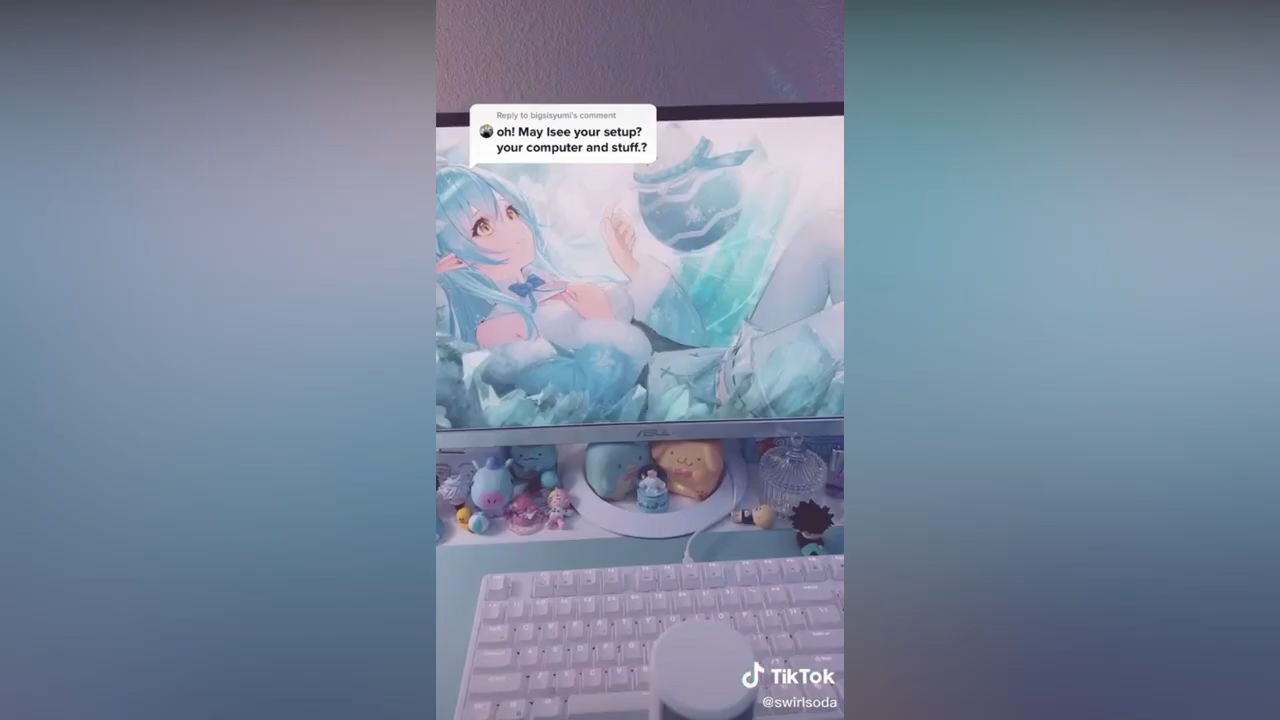 Reply to bigsisyumi's comment
oh! May Isee your setup?
your computer and stuff.?
ASUS
TikTok
@swirlsoda